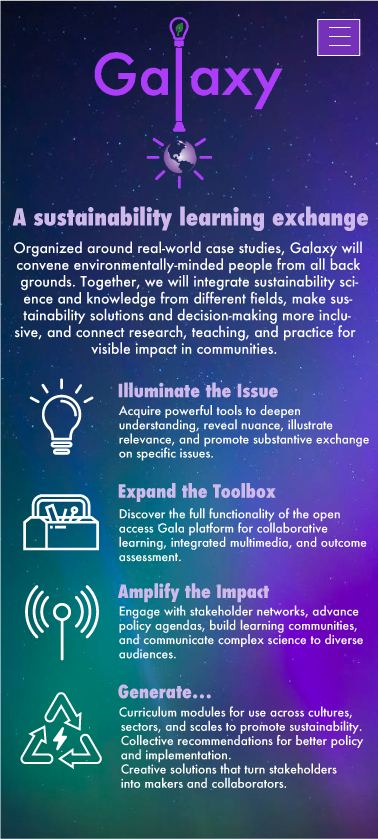 Galaxy
A sustainability learning exchange
Organized around real-world case studies, Galaxy will
convene environmentally-minded people from all back
grounds. Together, we will integrate sustainability sci-
ence and knowledge from different fields, make sus-
tainability solutions and decision-making more inclu-
sive, and connect research, teaching, and practice for
visible impact in communities.
Illuminate the Issue
Acquire powerful tools to deepen
understanding, reveal nuance, illustrate
relevance, and promote substantive exchange
on specific issues.
Expand the Toolbox
Discover the full functionality of the open
access Gala platform for collaborative
learning, integrated multimedia, and outcome
assessment.
Amplify the Impact
Engage with stakeholder networks, advance
policy agendas, build learning communities,
and communicate complex science to diverse
audiences.
Generate...
Curriculum modules for use across cultures,
sectors, and scales to promote sustainability.
Collective recommendations for better policy
and implementation.
Creative solutions that turn stakeholders
into makers and collaborators.